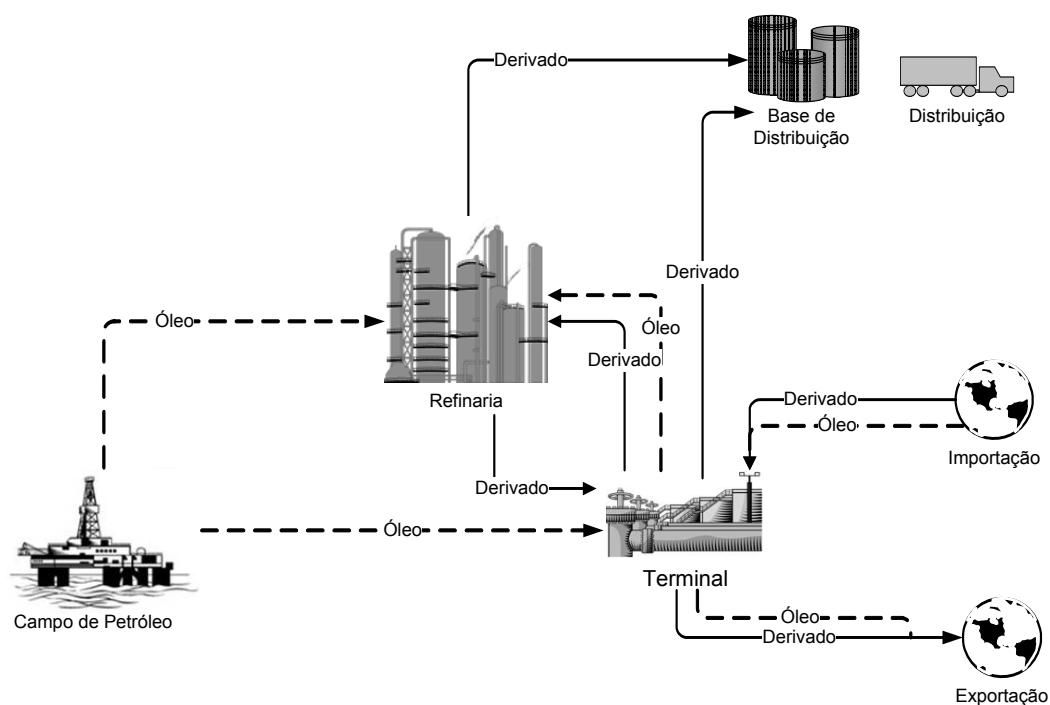 Derivado
Base de
Distribuição
Distribuição
Derivado
Óleo
Óleo
Derivado
Refinaria
Derivado
Óleo
Importação
Derivado
Óleo
Terminal
Campo de Petróleo
Óleo
Derivado
Exportação